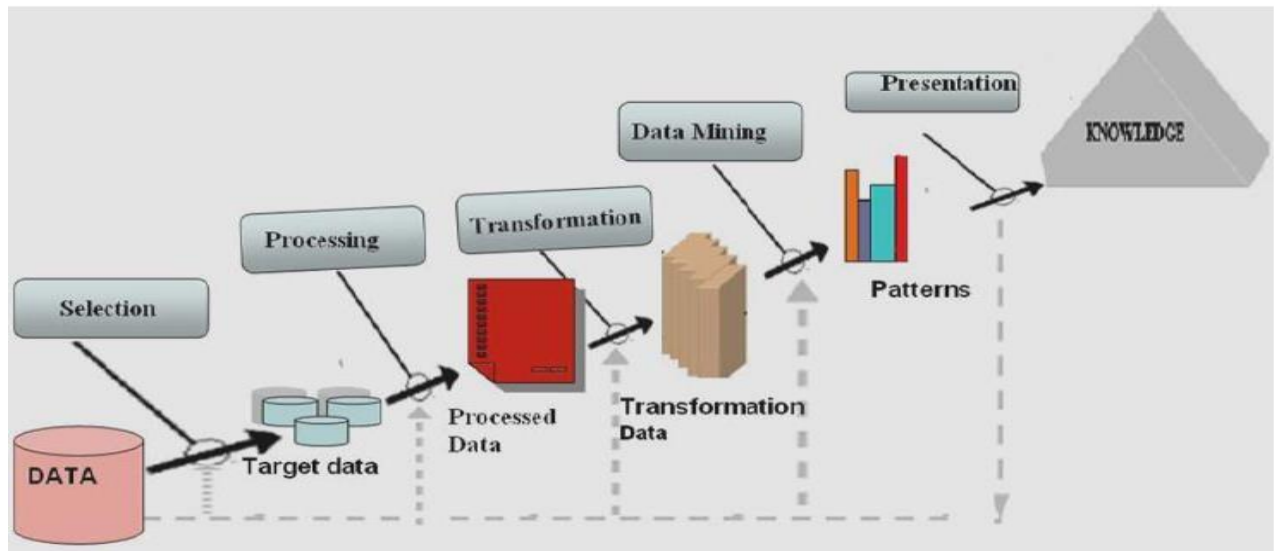 Presentation
KNOWLEDGE
Data Mining
Transformation
Processing
Selection
Patterns
Transformation
Data
Processed
Data
Target data
DATA